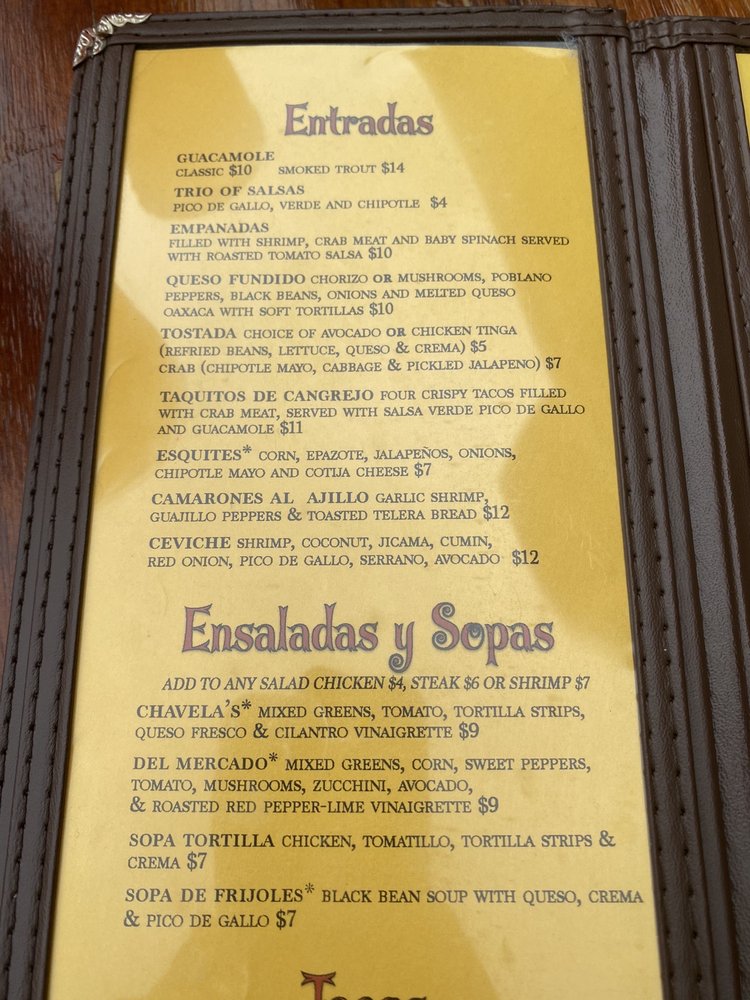 Entradas
GUACAMOLE
CLASSIC $10 SMOKED TROUT $14
TRIO OF SALSAS
PICO DE GALLO, VERDE AND CHIPOTLE $4
EMPANADAS
FILLED WITH SHRIMP, CRAB MEAT AND BABY SPINACH SERVED
WITH ROASTED TOMATO SALSA $10
QUESO FUNDIDO CHORIZO OR MUSHROOMS, POBLANO
PEPPERS, BLACK BEANS, ONIONS AND MELTED QUESO
OAXACA WITH SOFT TORTILLAS $10
TOSTADA CHOICE OF AVOCADO OR CHICKEN TINGA
(REFRIED BEANS, LETTUCE, QUESO & CREMA) $5
CRAB (CHIPOTLE MAYO, CABBAGE & PICKLED JALAPENO) $7
TAQUITOS DE CANGREJO FOUR CRISPY TACOS FILLED
WITH CRAB MEAT, SERVED WITH SALSA VERDE PICO DE GALLO
AND GUACAMOLE $11
ESQUITES* CORN, EPAZOTE, JALAPEÑOS, ONIONS,
CHIPOTLE MAYO AND COTIJA CHEESE $7
CAMARONES AL AJILLO GARLIC SHRIMP,
GUAJILLO PEPPERS & TOASTED TELERA BREAD $12
CEVICHE SHRIMP, COCONUT, JICAMA, CUMIN,
RED ONION, PICO DE GALLO, SERRANO, AVOCADO $12
Ensaladas y Sopas
ADD TO ANY SALAD CHICKEN $4, STEAK $6 OR SHRIMP $7
CHAVELA'S* MIXED GREENS, TOMATO, TORTILLA STRIPS,
QUESO FRESCO & CILANTRO VINAIGRETTE $9
DEL MERCADO* MIXED GREENS, CORN, SWEET PEPPERS,
TOMATO, MUSHROOMS, ZUCCHINI, AVOCADO,
& ROASTED RED PEPPER-LIME VINAIGRETTE $9
SOPA TORTILLA CHICKEN, TOMATILLO, TORTILLA STRIPS &
CREMA $7
SOPA DE FRIJOLES* BLACK BEAN SOUP WITH QUESO, CREMA
& PICO DE GALLO $7
Tacos